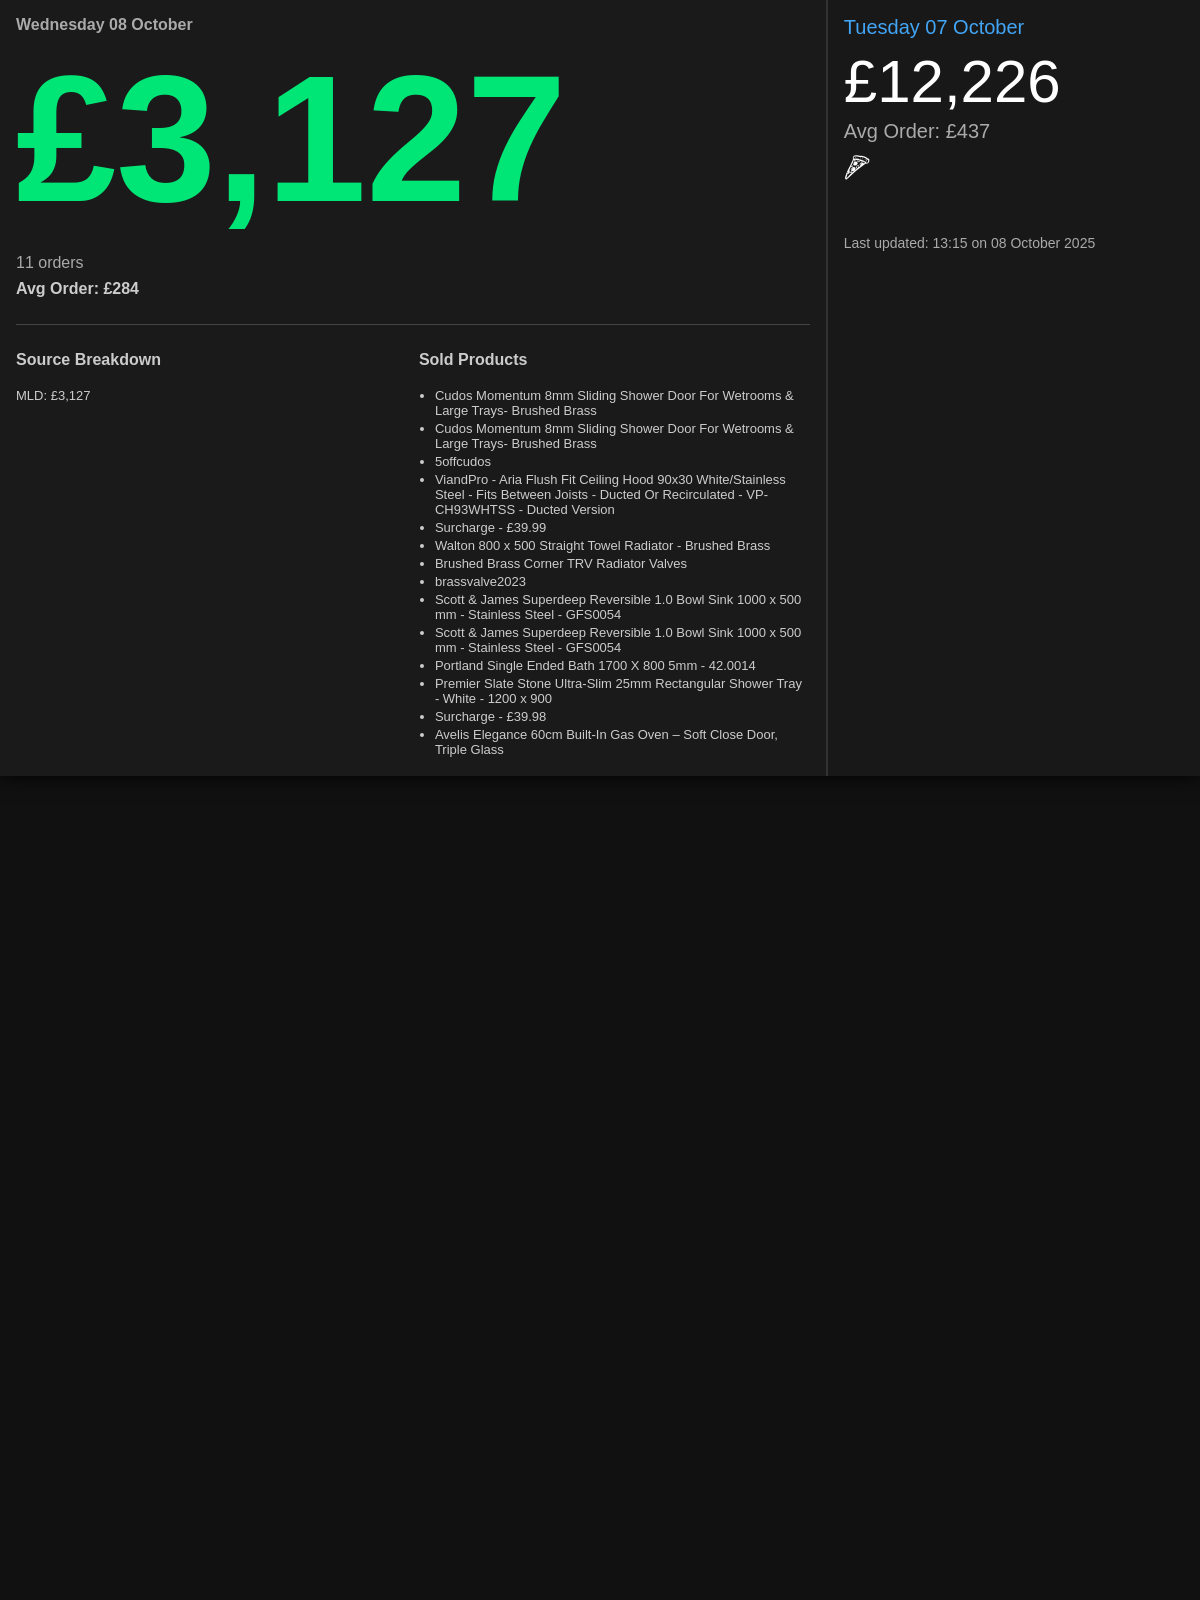 Wednesday 08 October
£3,127
11 orders
Avg Order: £284
Source Breakdown
MLD: £3,127
Sold Products
Cudos Momentum 8mm Sliding Shower Door For Wetrooms &
Large Trays- Brushed Brass
Cudos Momentum 8mm Sliding Shower Door For Wetrooms &
Large Trays- Brushed Brass
5offcudos
ViandPro - Aria Flush Fit Ceiling Hood 90x30 White/Stainless
Steel - Fits Between Joists - Ducted Or Recirculated - VP-
CH93WHTSS - Ducted Version
Surcharge - £39.99
Walton 800 x 500 Straight Towel Radiator - Brushed Brass
Brushed Brass Corner TRV Radiator Valves
brassvalve2023
Scott & James Superdeep Reversible 1.0 Bowl Sink 1000 x 500
mm - Stainless Steel - GFS0054
Scott & James Superdeep Reversible 1.0 Bowl Sink 1000 x 500
mm - Stainless Steel - GFS0054
Portland Single Ended Bath 1700 X 800 5mm - 42.0014
Premier Slate Stone Ultra-Slim 25mm Rectangular Shower Tray
- White - 1200 x 900
Surcharge - £39.98
Avelis Elegance 60cm Built-In Gas Oven – Soft Close Door,
Triple Glass
Tuesday 07 October
£12,226
Avg Order: £437
Last updated: 13:15 on 08 October 2025